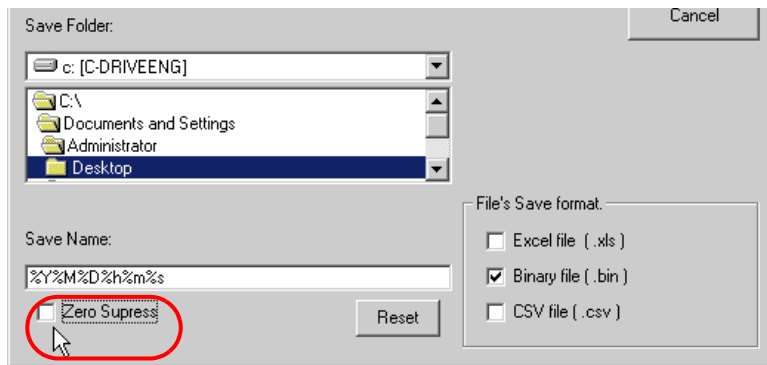 Save Folder:
Cancel
c: [C-DRIVEENG]
C:\
Documents and Settings
Administrator
Desktop
File's Save format.
Save Name:
Excel file ( .xls )
%Y%M%D%h%m%s
Binary file ( .bin )
Zero Supress
Reset
CSV file ( .csv )